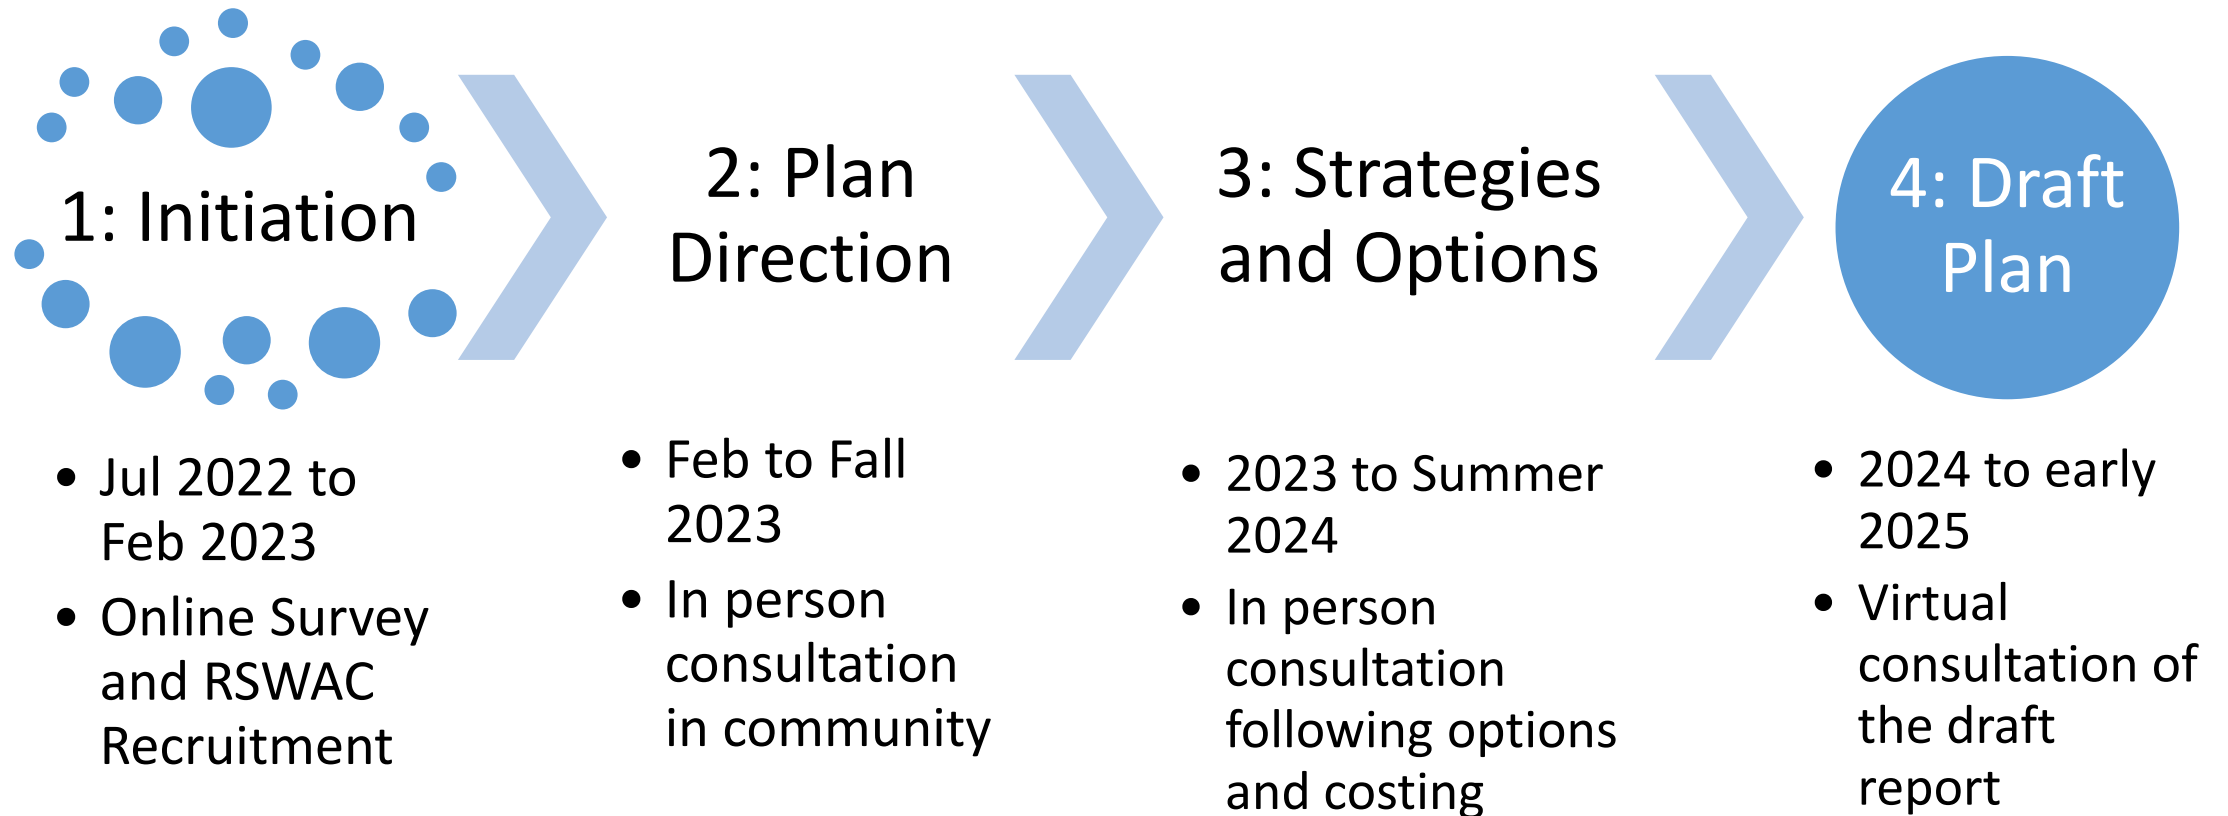 1: Initiation
2: Plan
Direction
3: Strategies
and Options
4: Draft
Plan
• Jul 2022 to
Feb 2023
• Online Survey
and RSWAC
Recruitment
• Feb to Fall
2023
• In person
consultation
in community
• 2023 to Summer
2024
• In person
consultation
following options
and costing
• 2024 to early
2025
• Virtual
consultation of
the draft
report